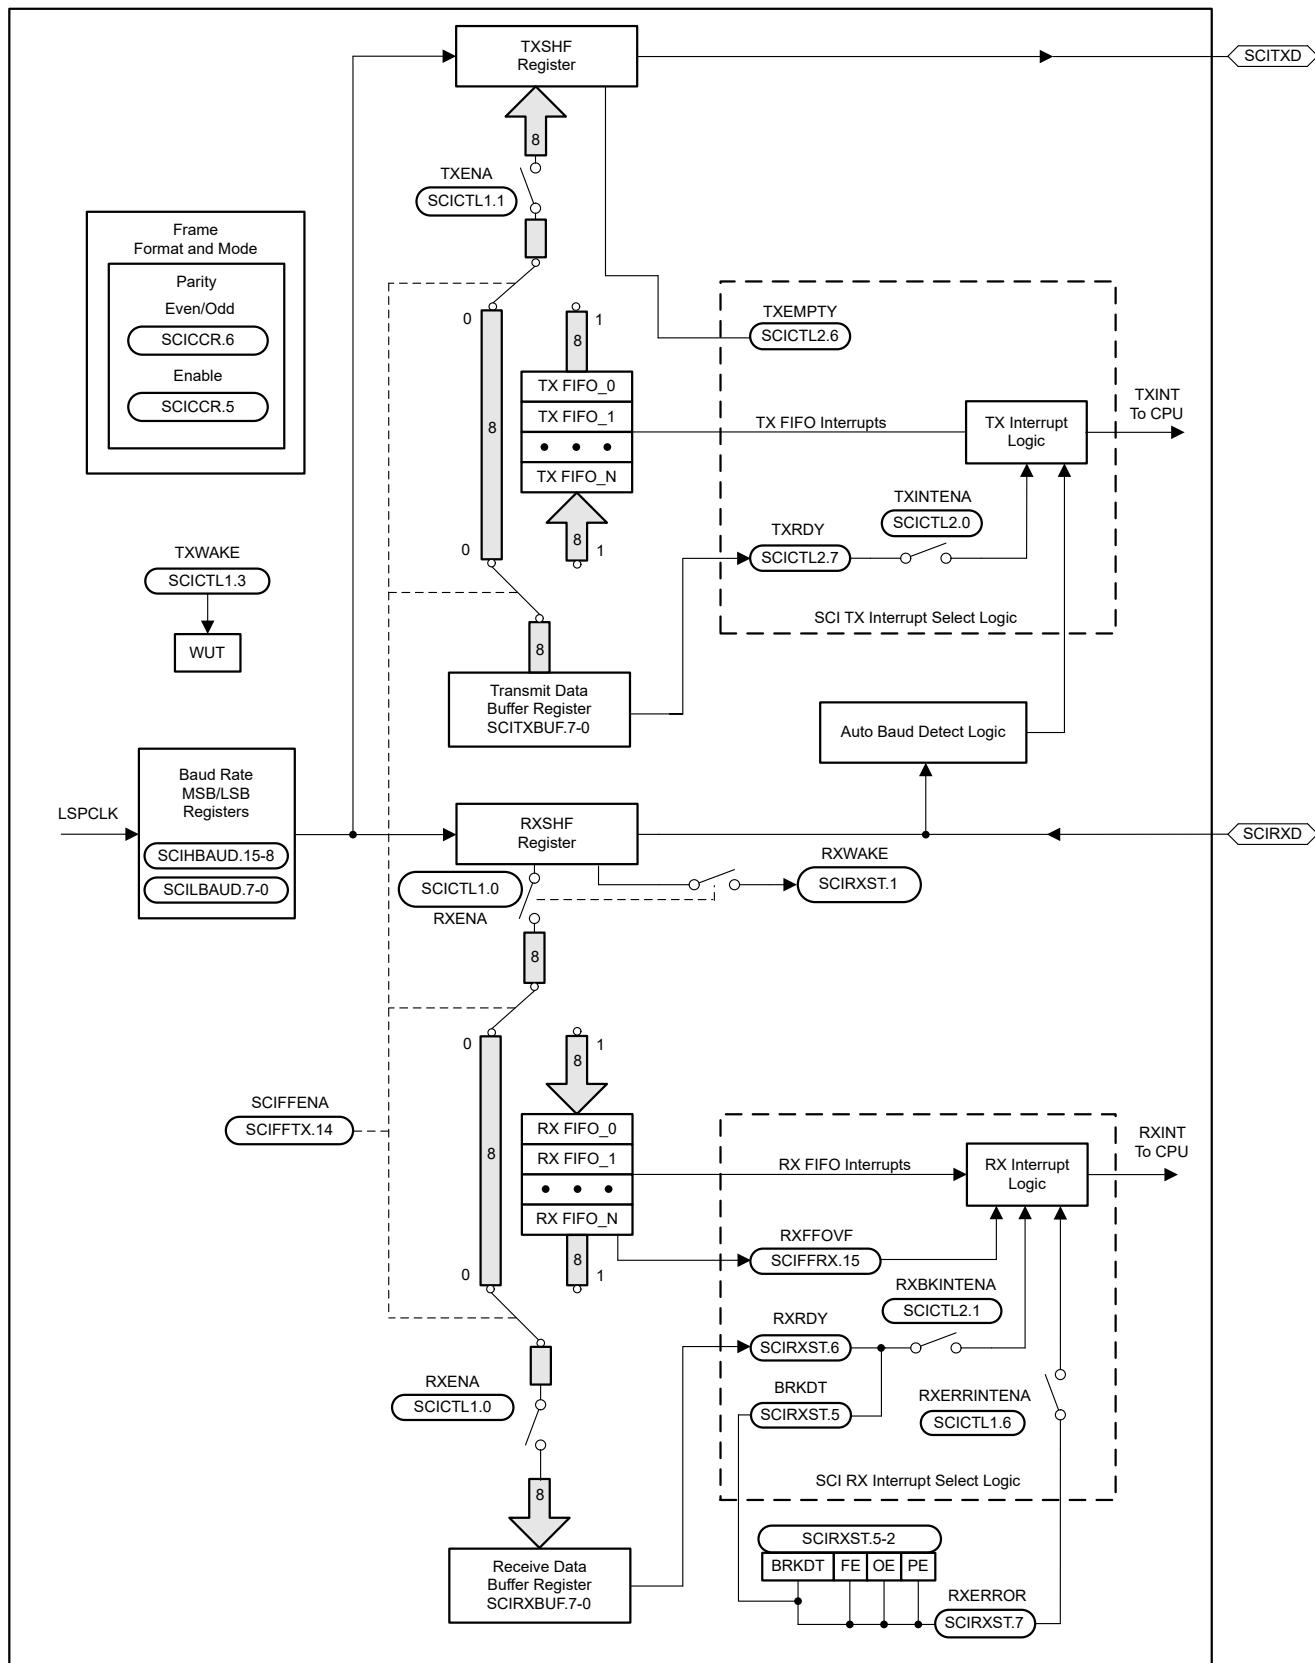 TXSHF
Register
SCITXD
8
TXENA
SCICTL1.1
Frame
Format and Mode
Parity
Even/Odd
SCICCR.6
Enable
SCICCR.5
0
1
8
TXEMPTY
SCICTL2.6
TX FIFO_0
TX FIFO_1
TX FIFO_N
8
TX FIFO Interrupts
TX Interrupt
Logic
TXINT
To CPU
TXINTENA
SCICTL2.0
TXRDY
SCICTL2.7
0
8
1
TXWAKE
SCICTL1.3
WUT
SCI TX Interrupt Select Logic
8
Transmit Data
Buffer Register
SCITXBUF.7-0
Auto Baud Detect Logic
Baud Rate
MSB/LSB
Registers
LSPCLK
SCIHBAUD.15-8
SCILBAUD.7-0
RXSHF
Register
SCIRXD
SCICTL1.0
RXENA
RXWAKE
SCIRXST.1
8
0
8
1
SCIFFENA
SCIFFTX.14
8
RX FIFO_0
RX FIFO_1
RX FIFO_N
RX FIFO Interrupts
RX Interrupt
Logic
RXINT
To CPU
RXFFOVF
SCIFFRX.15
0
8
1
RXBKINTENA
SCICTL2.1
RXRDY
SCIRXST.6
BRKDT
SCIRXST.5
RXERRINTENA
SCICTL1.6
RXENA
SCICTL1.0
SCI RX Interrupt Select Logic
8
Receive Data
Buffer Register
SCIRXBUF.7-0
SCIRXST.5-2
BRKDT FE OE PE
RXERROR
SCIRXST.7